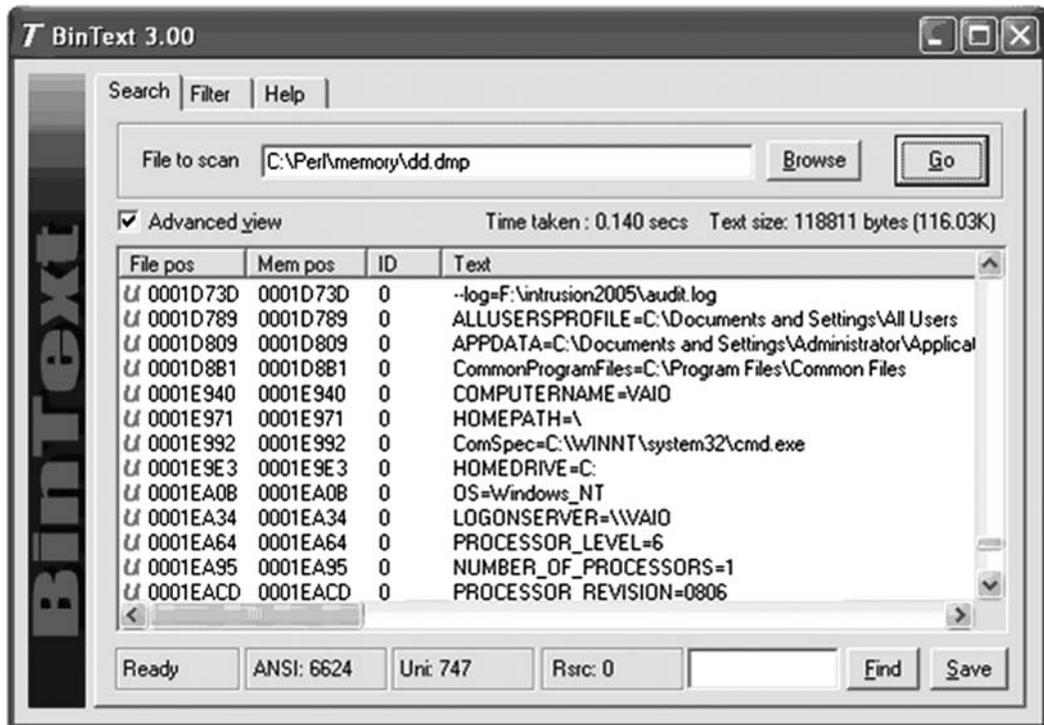 BinText 3.00
Search Filter Help
File to scan C:\Perl\memory\dd.dmp Browse Go
Advanced view Time taken : 0.140 secs Text size: 118811 bytes (116.03K)
File pos Mem pos ID Text
u 0001D73D 0001D73D 0 --log=F:\intrusion2005\audit.log
u 0001D789 0001D789 0 ALLUSERSPROFILE=C:\Documents and Settings\All Users
u 0001D809 0001D809 0 APPDATA=C:\Documents and Settings\Administrator\Applicat
u 0001D8B1 0001D8B1 0 CommonProgramFiles=C:\Program Files\Common Files
u 0001E940 0001E940 0 COMPUTERNAME=VAIO
u 0001E971 0001E971 0 HOMEPATH=\
u 0001E992 0001E992 0 ComSpec=C:\WINNT\system32\cmd.exe
u 0001E9E3 0001E9E3 0 HOMEDRIVE=C:
u 0001EA0B 0001EA0B 0 OS=Windows_NT
u 0001EA34 0001EA34 0 LOGONSERVER=\\VAIO
u 0001EA64 0001EA64 0 PROCESSOR_LEVEL=6
u 0001EA95 0001EA95 0 NUMBER_OF_PROCESSORS=1
u 0001EACD 0001EACD 0 PROCESSOR_REVISION=0806
BinText
Ready ANSI: 6624 Uni: 747 Rsrc: 0 Find Save